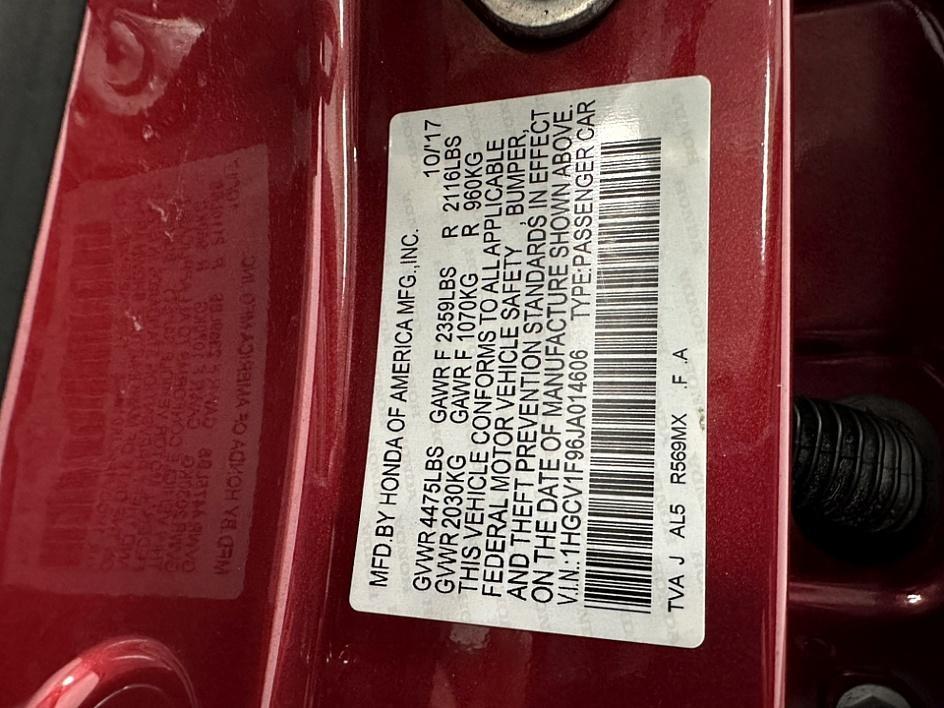 MFD.BY HONDA OF AMERICA MFG.,INC.
10/'17
GVWR 4475LBS GAWR F 2359LBS R 2116LBS
GVWR 2030KG GAWR F 1070KG R 960KG
THIS VEHICLE CONFORMS TO ALL APPLICABLE
FEDERAL MOTOR VEHICLE SAFETY , BUMPER,
AND THEFT PREVENTION STANDARDS IN EFFECT
ON THE DATE OF MANUFACTURE SHOWN ABOVE.
V.I.N.:1HGCV1F96JA014606 TYPE:PASSENGER CAR
TVA J AL5 R569MX .F .A